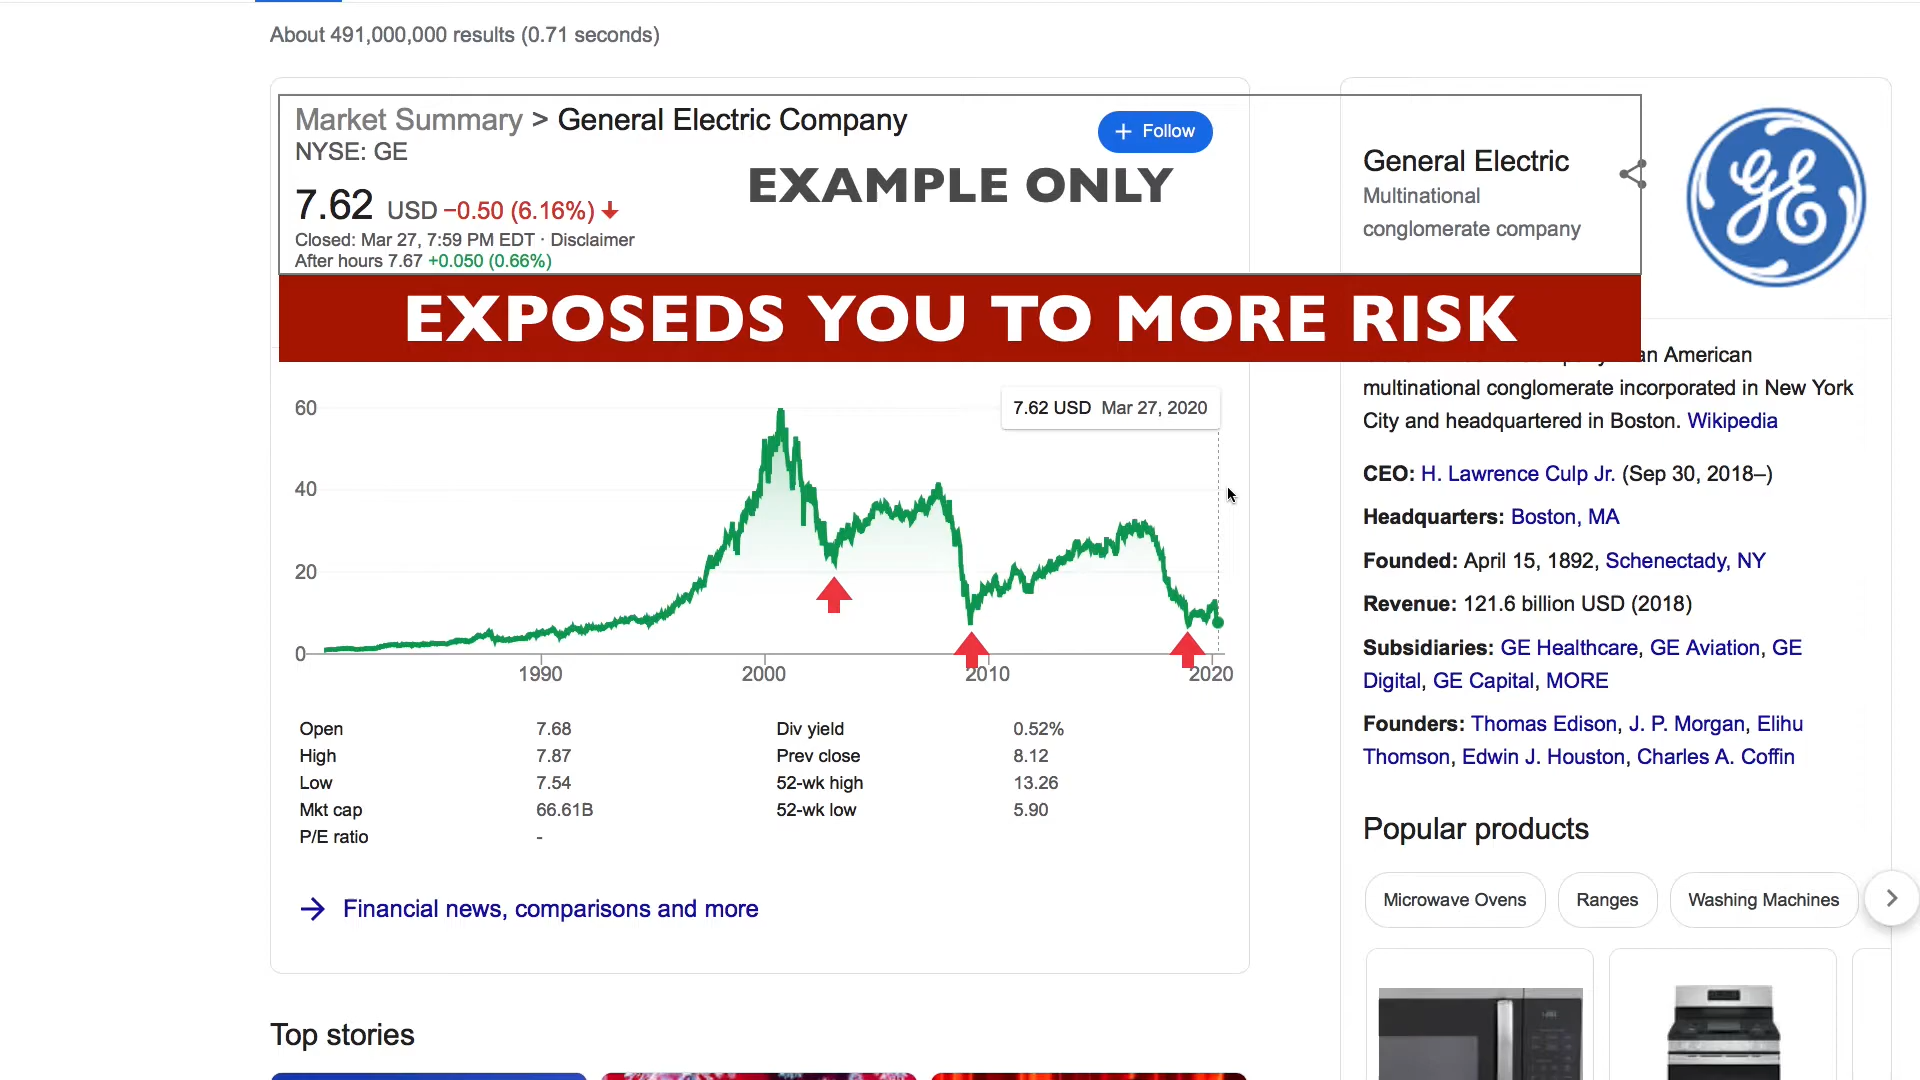 About 491,000,000 results (0.71 seconds)
Market Summary > General Electric Company
NYSE: GE
+ Follow
EXAMPLE ONLY
7.62 USD −0.50 (6.16%)
Closed: Mar 27, 7:59 PM EDT · Disclaimer
After hours 7.67 +0.050 (0.66%)
EXPOSEDS YOU TO MORE RISK
7.62 USD Mar 27, 2020
60
40
20
0
1990 2000 2010 2020
Open 7.68 Div yield 0.52%
High 7.87 Prev close 8.12
Low 7.54 52-wk high 13.26
Mkt cap 66.61B 52-wk low 5.90
P/E ratio -
Financial news, comparisons and more
Top stories
General Electric
Multinational
conglomerate company
GE
an American
multinational conglomerate incorporated in New York
City and headquartered in Boston. Wikipedia
CEO: H. Lawrence Culp Jr. (Sep 30, 2018–)
Headquarters: Boston, MA
Founded: April 15, 1892, Schenectady, NY
Revenue: 121.6 billion USD (2018)
Subsidiaries: GE Healthcare, GE Aviation, GE
Digital, GE Capital, MORE
Founders: Thomas Edison, J. P. Morgan, Elihu
Thomson, Edwin J. Houston, Charles A. Coffin
Popular products
Microwave Ovens Ranges Washing Machines